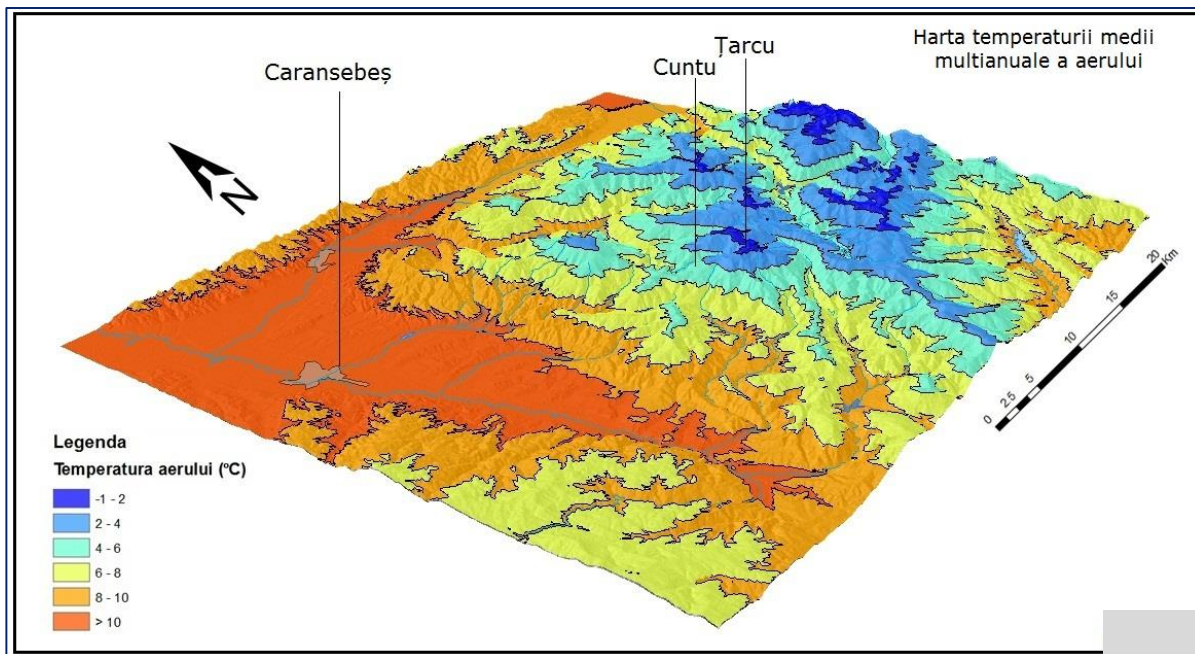 Harta temperaturii medii
multianuale a aerului
Țarcu
Cuntu
Caransebeș
N
Legenda
Temperatura aerului (ºC)
-1 - 2
2 - 4
4 - 6
6 - 8
8 - 10
> 10
0 2.5 5 10 15 20
Km